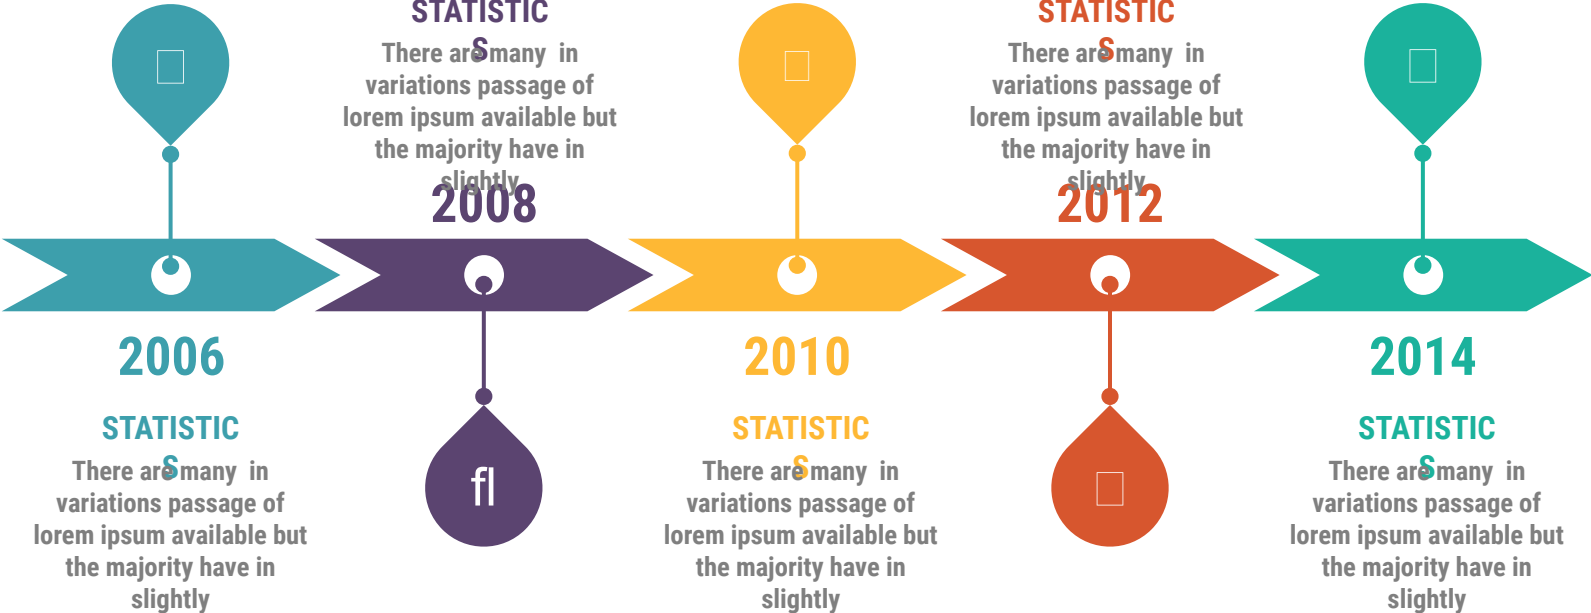 STATISTIC
S
There are many in
variations passage of
lorem ipsum available but
the majority have in
slightly
2008
STATISTIC
S
There are many in
variations passage of
lorem ipsum available but
the majority have in
slightly
2012
2006
STATISTIC
S
There are many in
variations passage of
lorem ipsum available but
the majority have in
slightly
fl
2010
STATISTIC
S
There are many in
variations passage of
lorem ipsum available but
the majority have in
slightly
2014
STATISTIC
S
There are many in
variations passage of
lorem ipsum available but
the majority have in
slightly